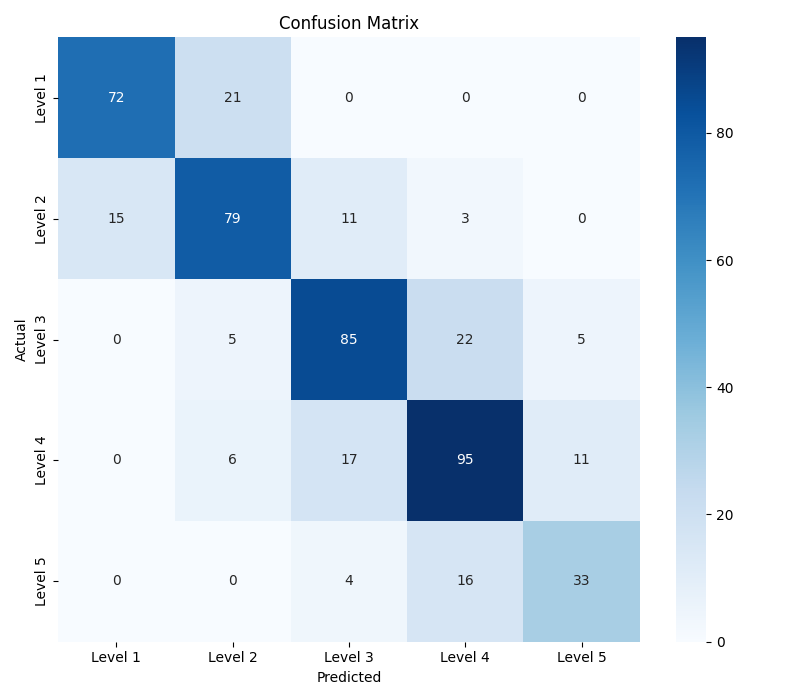 Confusion Matrix
Actual
Level 1 72 21 0 0 0
Level 2 15 79 11 3 0
Level 3 0 5 85 22 5
Level 4 0 6 17 95 11
Level 5 0 0 4 16 33
Level 1 Level 2 Level 3 Level 4 Level 5
Predicted
80
60
40
20
0